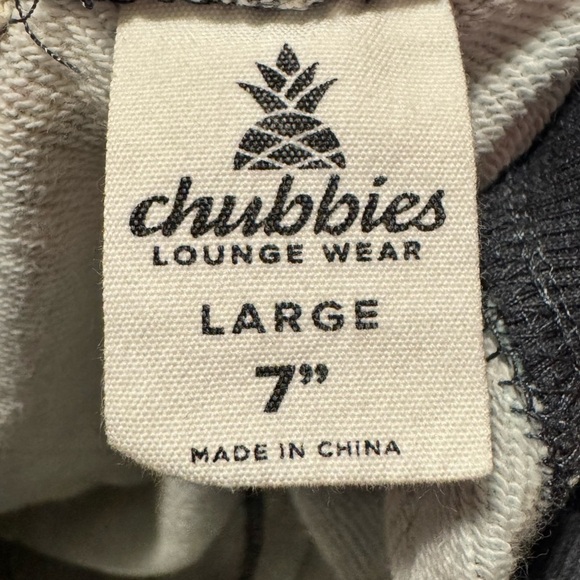 chubbies
LOUNGE WEAR
LARGE
7”
MADE IN CHINA